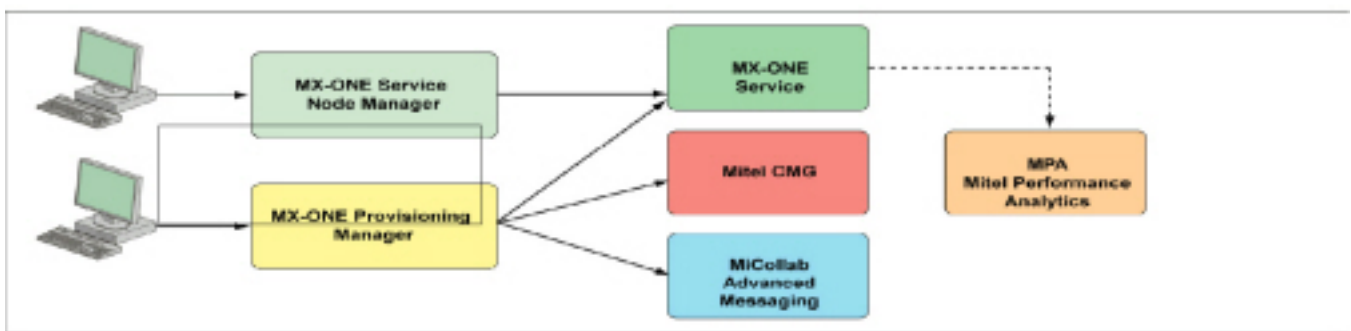 MX-ONE Service
Node Manager
MX-ONE
Service
Mitel CMG
MPA
Mitel Performance
Analytics
MX-ONE Provisioning
Manager
MiCollab
Advanced
Messaging